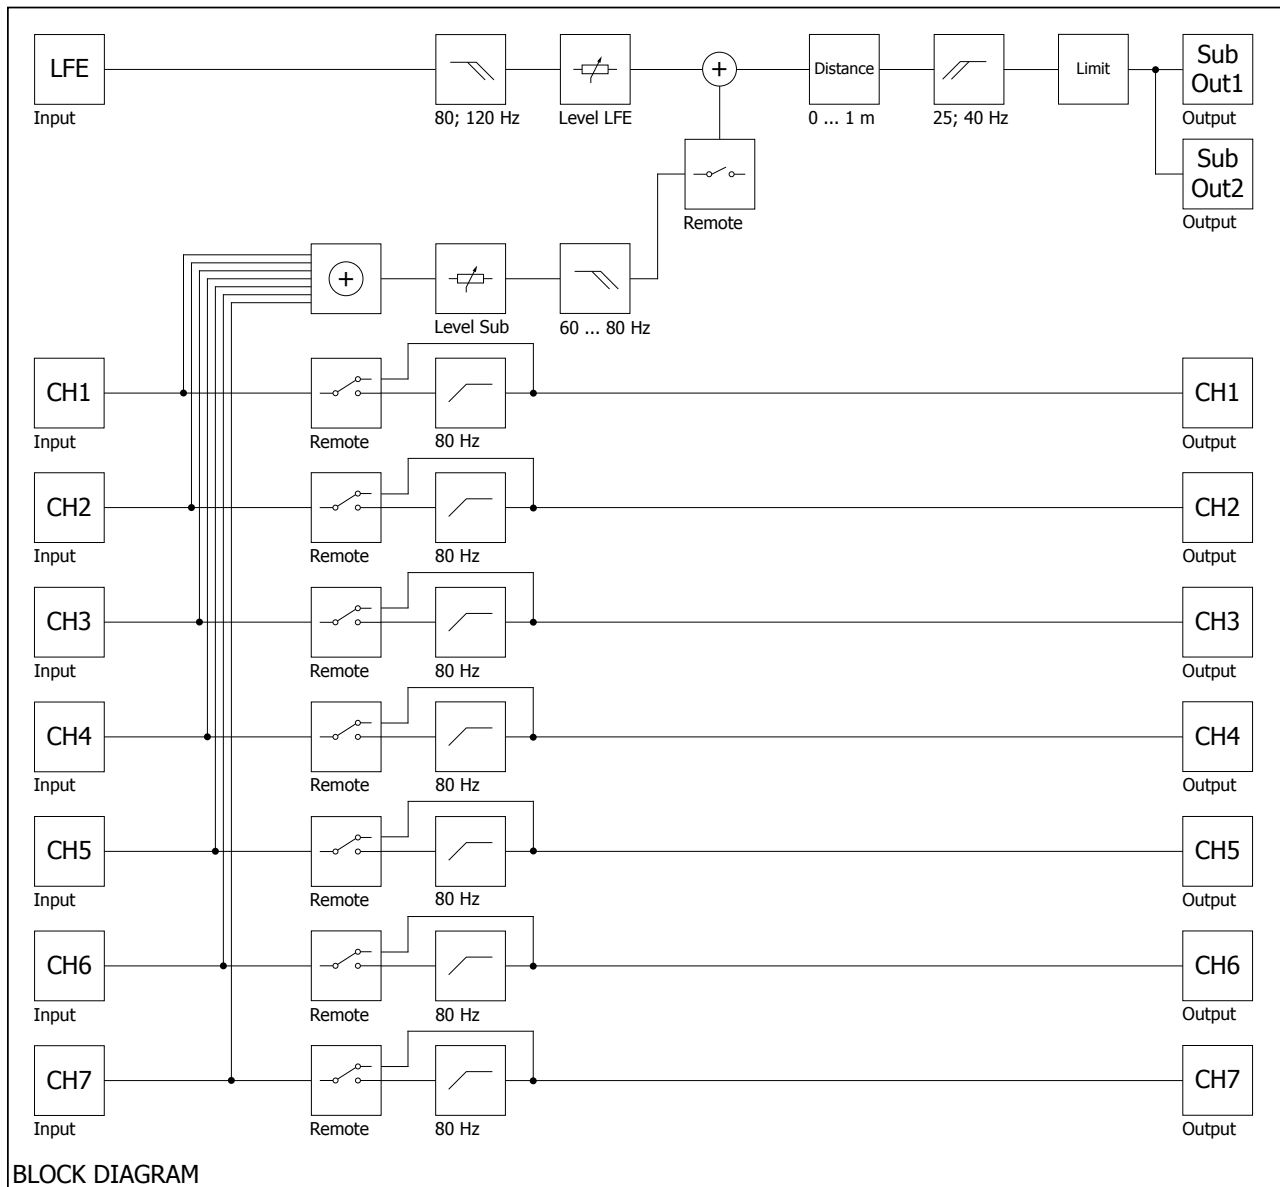 LFE
Input
80; 120 Hz
Level LFE
+
Distance
0 ... 1 m
25; 40 Hz
Limit
Sub
Out1
Output
Remote
Sub
Out2
Output
+
Level Sub
60 ... 80 Hz
CH1
Input
Remote
80 Hz
CH1
Output
CH2
Input
Remote
80 Hz
CH2
Output
CH3
Input
Remote
80 Hz
CH3
Output
CH4
Input
Remote
80 Hz
CH4
Output
CH5
Input
Remote
80 Hz
CH5
Output
CH6
Input
Remote
80 Hz
CH6
Output
CH7
Input
Remote
80 Hz
CH7
Output
BLOCK DIAGRAM